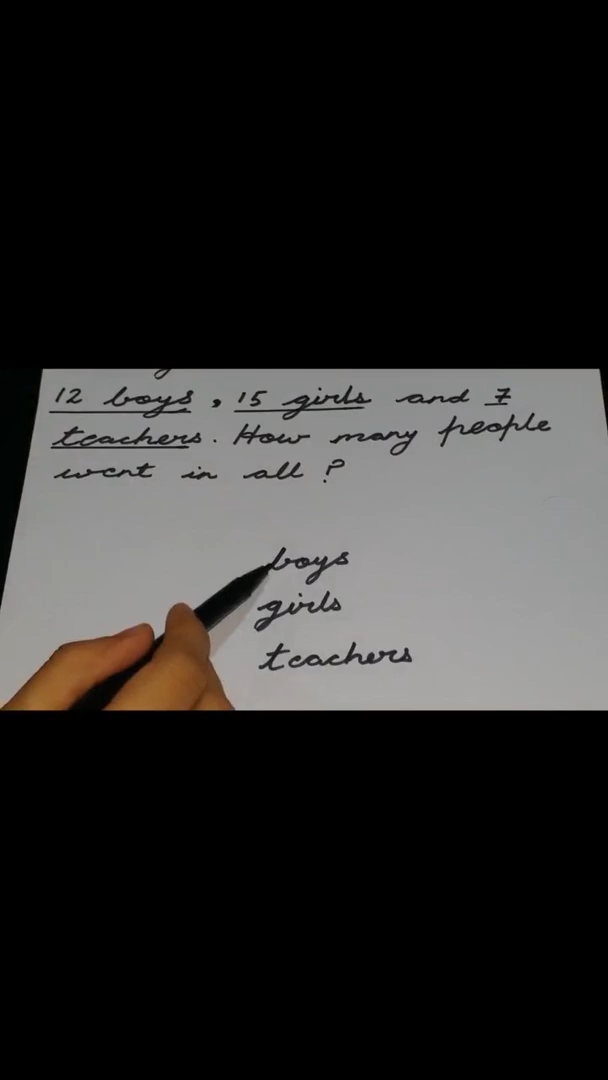 12 boys, 15 girls and 7
teachers. How many people
went in all ?
boys
girls
teachers